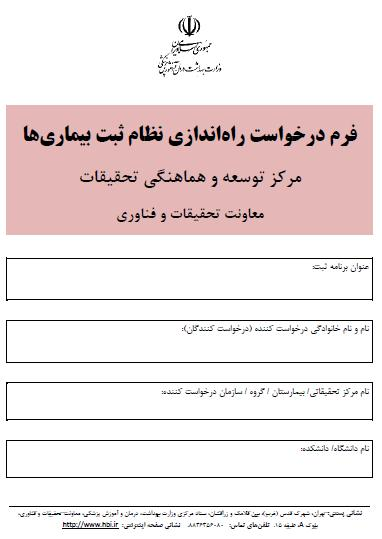 جمهوری اسلامی ایران
وزارت بهداشت، درمان و آموزش پزشکی
فرم درخواست راه‌اندازی نظام ثبت بیماری‌ها
مرکز توسعه و هماهنگی تحقیقات
معاونت تحقیقات و فناوری
عنوان برنامه ثبت:
نام و نام خانوادگی درخواست کننده (درخواست کنندگان):
نام مرکز تحقیقاتی/ بیمارستان / گروه / سازمان درخواست کننده:
نام دانشگاه/ دانشکده:
نشانی پستی: تهران، شهرک قدس (غرب)، بین فلامک و زرافشان، ستاد مرکزی وزارت بهداشت، درمان و آموزش پزشکی، معاونت تحقیقات و فناوری،
بلوک A، طبقه ۱۵. تلفن‌های تماس: ۸۸۳۶۳۵۶۰-۸۰ نشانی صفحه اینترنتی: http://www.hbi.ir